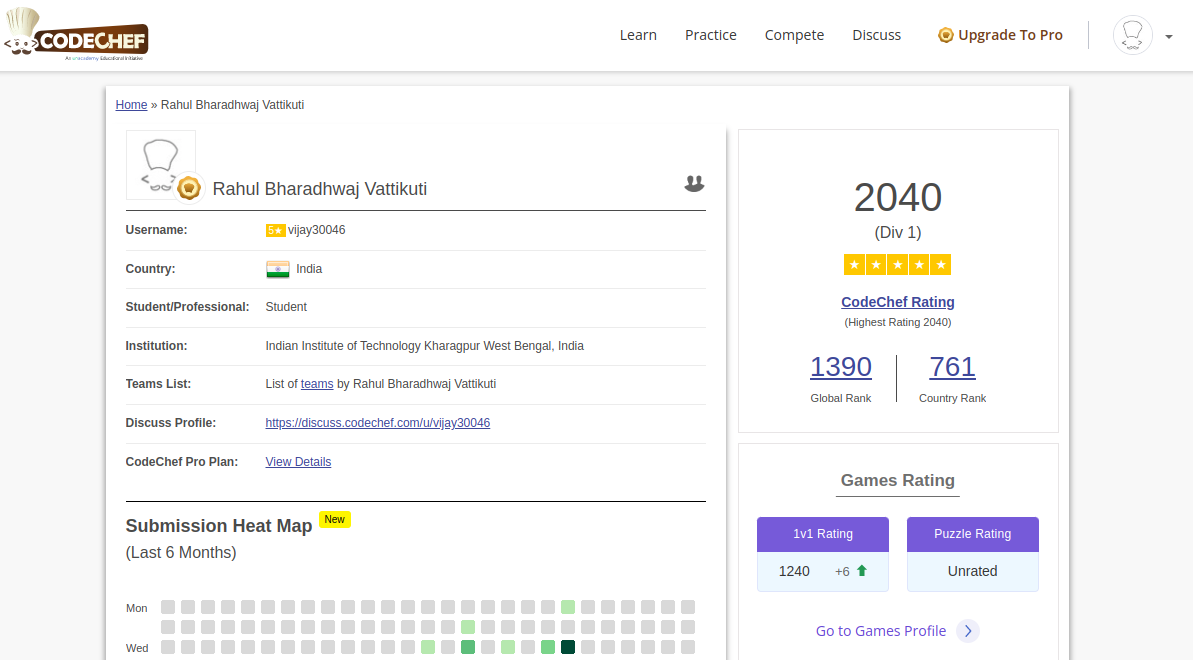 CODECHEF
An unacademy Educational Initiative
Learn Practice Compete Discuss Upgrade To Pro
Home » Rahul Bharadhwaj Vattikuti
Rahul Bharadhwaj Vattikuti
Username: 5★ vijay30046
Country: India
Student/Professional: Student
Institution: Indian Institute of Technology Kharagpur West Bengal, India
Teams List: List of teams by Rahul Bharadhwaj Vattikuti
Discuss Profile: https://discuss.codechef.com/u/vijay30046
CodeChef Pro Plan: View Details
Submission Heat Map New
(Last 6 Months)
Mon
Wed
2040
(Div 1)
★ ★ ★ ★ ★
CodeChef Rating
(Highest Rating 2040)
1390 761
Global Rank Country Rank
Games Rating
1v1 Rating Puzzle Rating
1240 +6 Unrated
Go to Games Profile